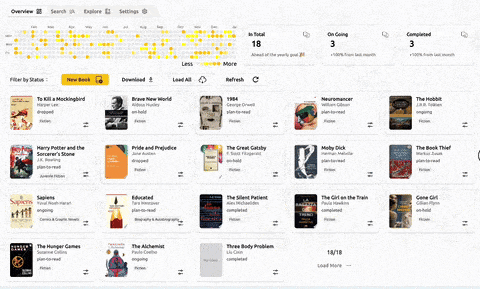 Overview
Search
Explore
Settings
Less
More
In Total
18
Ahead of the yearly goal
On Going
3
+100% from last month
Completed
3
+100% from last month
Filter by Status :
New Book
Download
Load All
Refresh
To Kill a Mockingbird
Harper Lee
dropped
Fiction
Brave New World
Aldous Huxley
on-hold
Fiction
1984
George Orwell
plan-to-read
Fiction
Neuromancer
William Gibson
plan-to-read
Fiction
The Hobbit
J.R.R. Tolkien
ongoing
Fiction
Harry Potter and the
Sorcerer's Stone
J.K. Rowling
plan-to-read
Juvenile Fiction
Pride and Prejudice
Jane Austen
dropped
Fiction
The Great Gatsby
F. Scott Fitzgerald
on-hold
Fiction
Moby Dick
Herman Melville
plan-to-read
Fiction
The Book Thief
Markus Zusak
plan-to-read
Fiction
Sapiens
Yuval Noah Harari
ongoing
Comics & Graphic Novels
Educated
Tara Westover
plan-to-read
Biography & Autobiography
The Silent Patient
Alex Michaelides
completed
Fiction
The Girl on the Train
Paula Hawkins
completed
Fiction
Gone Girl
Gillian Flynn
on-hold
Fiction
The Hunger Games
Suzanne Collins
plan-to-read
Fiction
The Alchemist
Paulo Coelho
ongoing
Fiction
Three Body Problem
Liu Cixin
completed
18/18
Load More